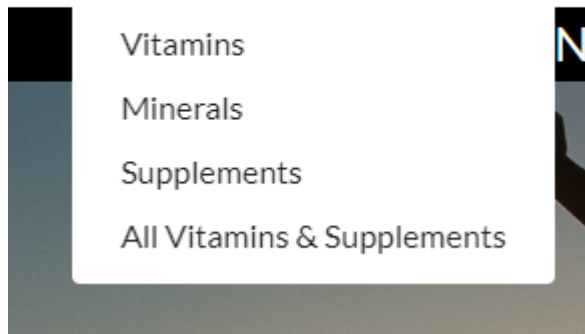 Vitamins
Minerals
Supplements
All Vitamins & Supplements
N